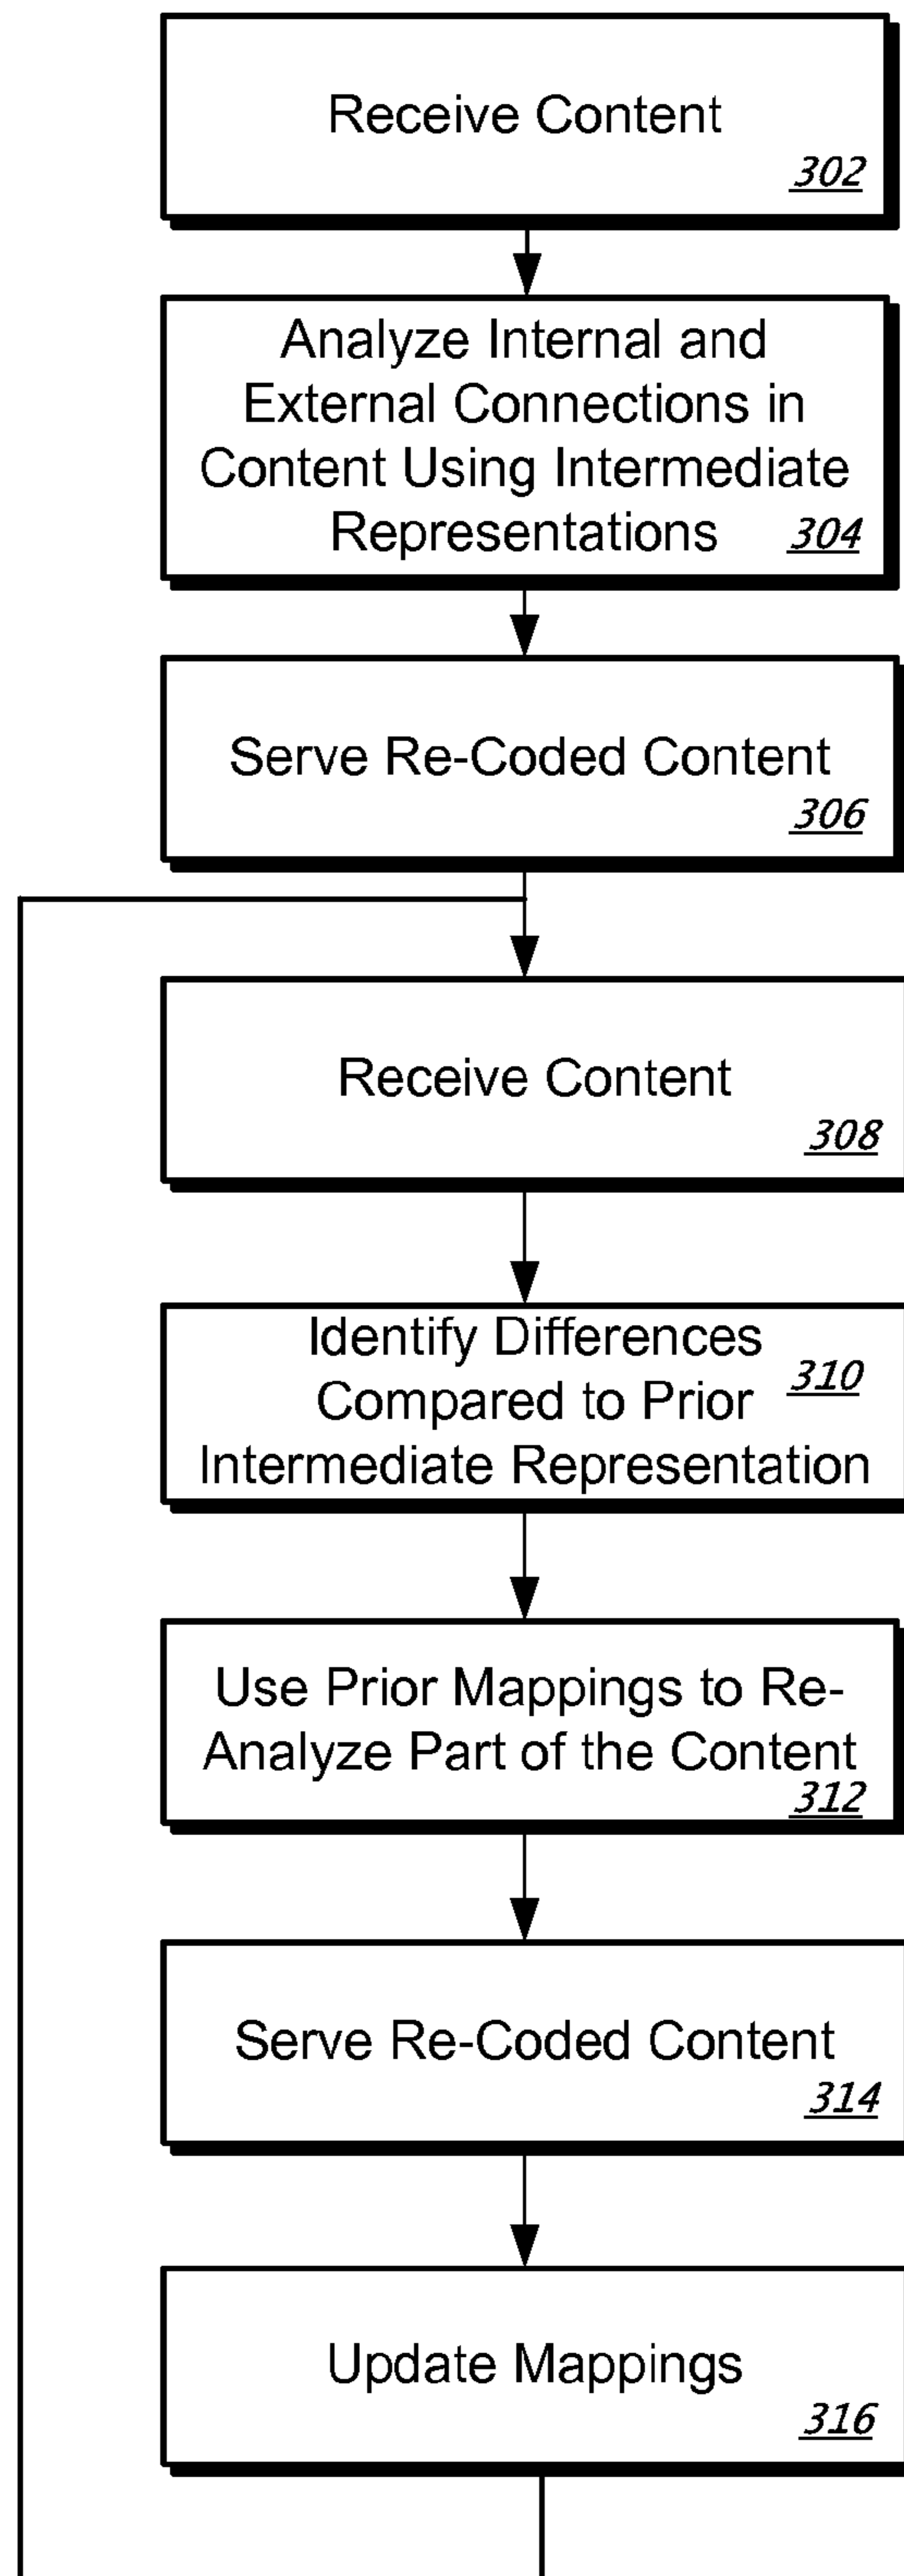 Receive Content
302
Analyze Internal and
External Connections in
Content Using Intermediate
Representations 304
Serve Re-Coded Content
306
Receive Content
308
Identify Differences
310
Compared to Prior
Intermediate Representation
Use Prior Mappings to Re-
Analyze Part of the Content
312
Serve Re-Coded Content
314
Update Mappings
316